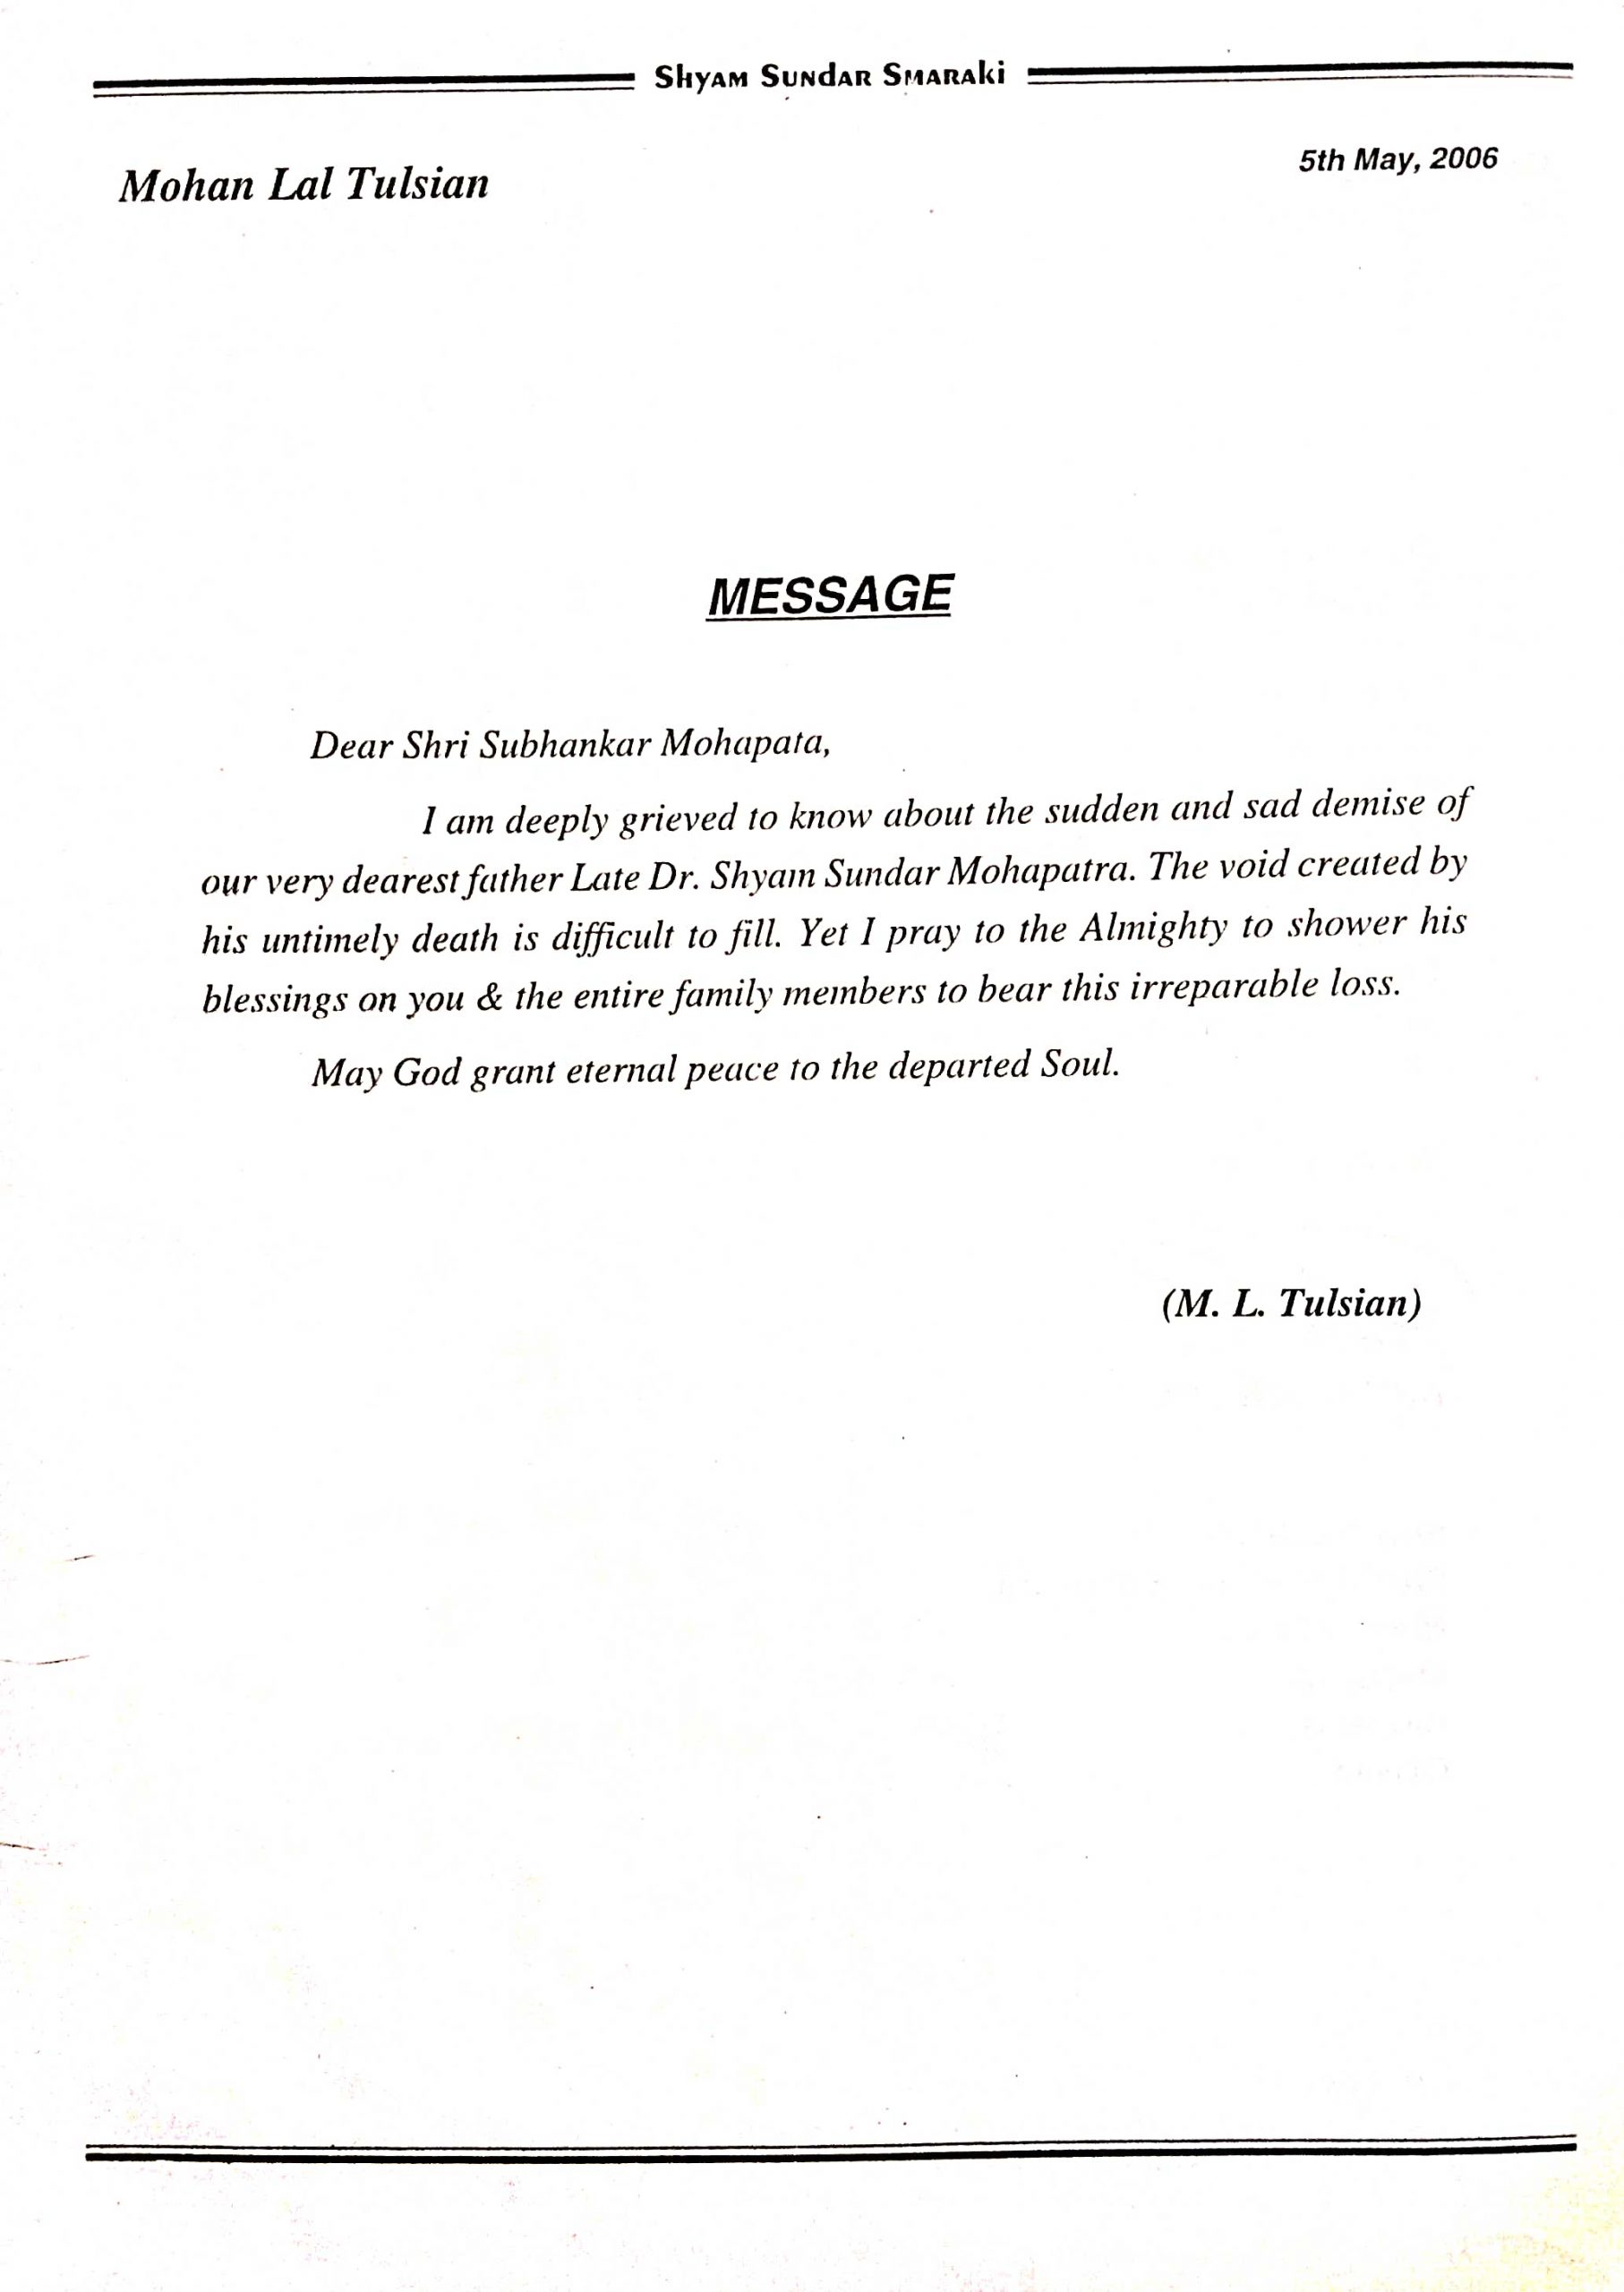 Shyam Sundar Smaraki
Mohan Lal Tulsian
5th May, 2006
MESSAGE
Dear Shri Subhankar Mohapata,
I am deeply grieved to know about the sudden and sad demise of
our very dearest father Late Dr. Shyam Sundar Mohapatra. The void created by
his untimely death is difficult to fill. Yet I pray to the Almighty to shower his
blessings on you & the entire family members to bear this irreparable loss.
May God grant eternal peace to the departed Soul.
(M. L. Tulsian)